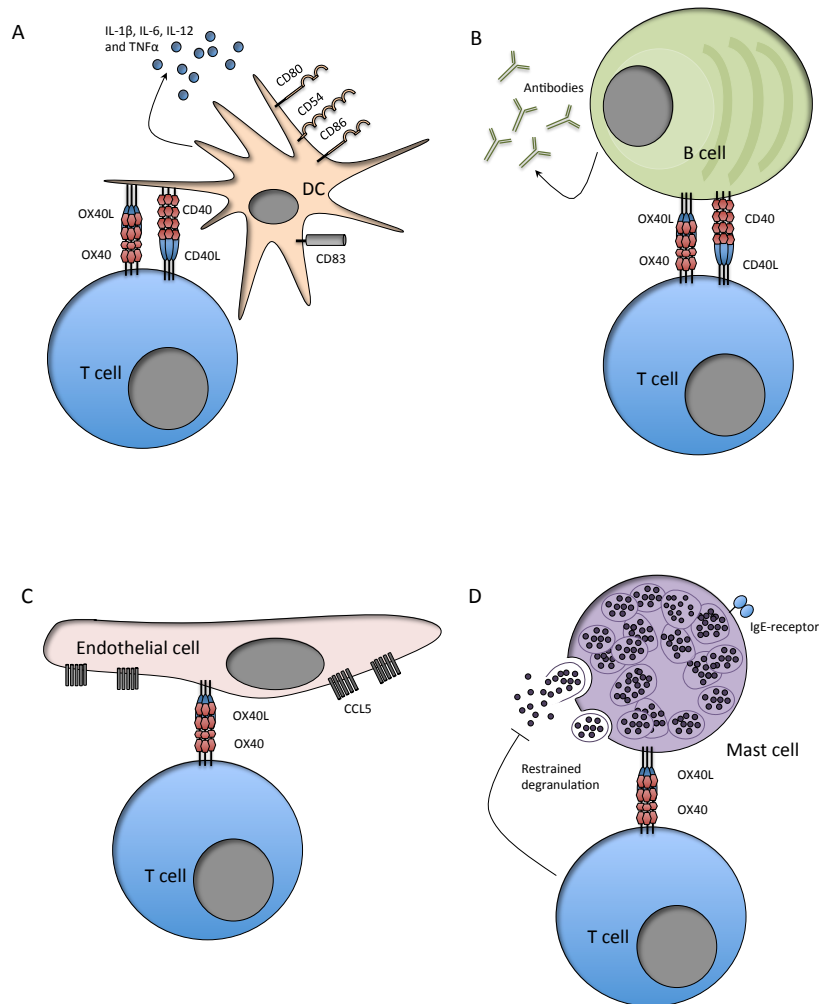 A
IL-1β, IL-6, IL-12
and TNFα
CD80
CD54
CD86
DC
OX40L
CD40
OX40
CD40L
CD83
T cell
B
Antibodies
B cell
OX40L
CD40
OX40
CD40L
T cell
C
Endothelial cell
CCL5
OX40L
OX40
T cell
D
IgE-receptor
Mast cell
Restrained
degranulation
OX40L
OX40
T cell